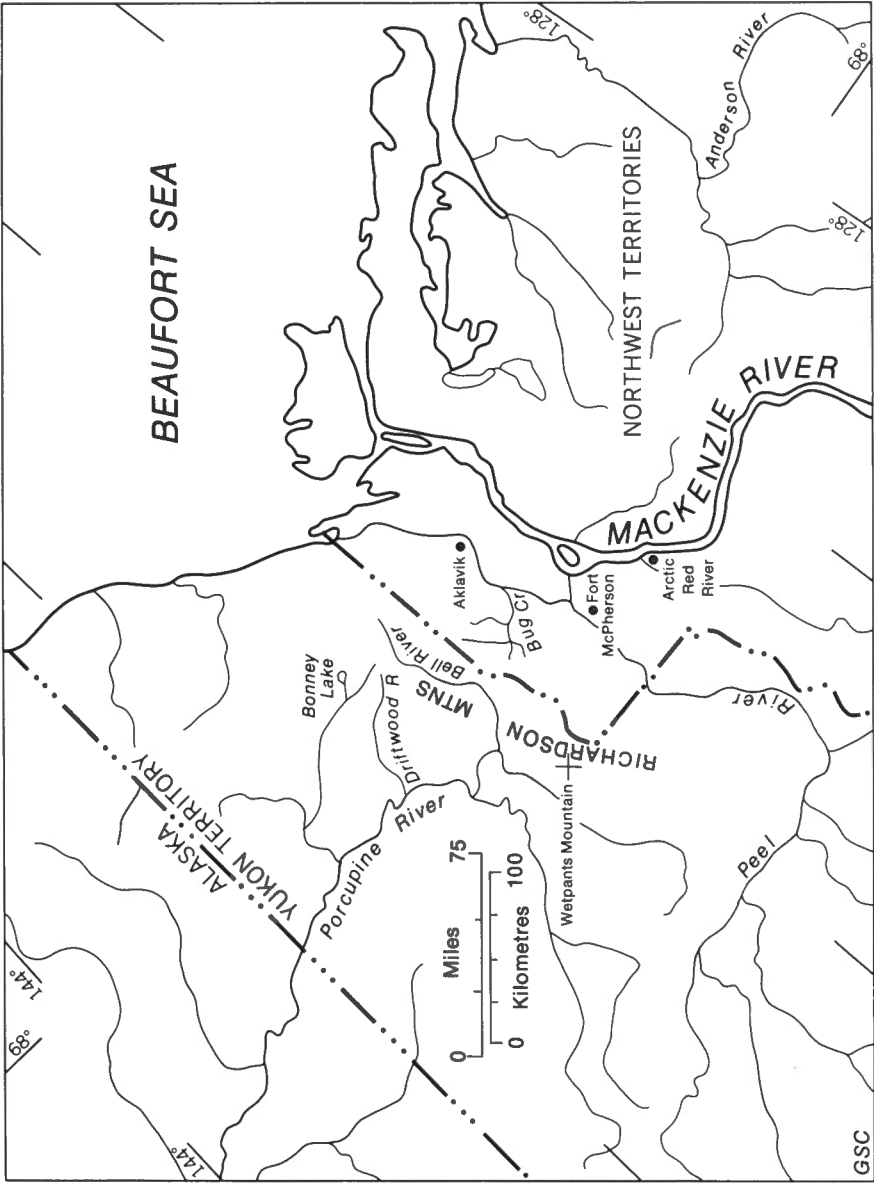 BEAUFORT SEA
128°
Anderson River
68°
128°
NORTHWEST TERRITORIES
MACKENZIE RIVER
Aklavik
Bug Cr
Fort
McPherson
Arctic
Red
River
Bell River
Bonney
Lake
Driftwood R
RICHARDSON MTNS
Wetpants Mountain
Peel River
Porcupine River
ALASKA
YUKON TERRITORY
144°
68°
144°
0 Miles 75
0 Kilometres 100
GSC